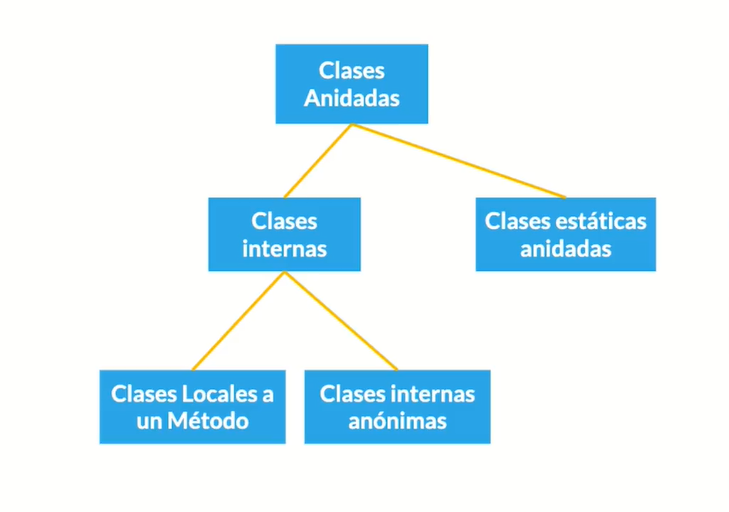 Clases
Anidadas
Clases
internas
Clases estáticas
anidadas
Clases Locales a
un Método
Clases internas
anónimas